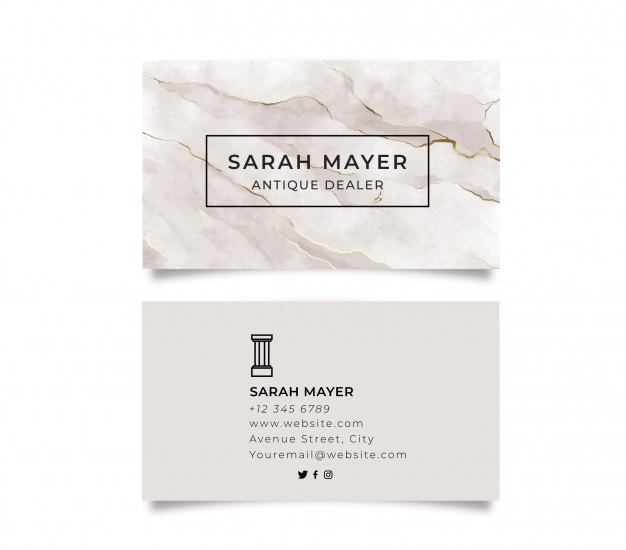 SARAH MAYER
ANTIQUE DEALER
SARAH MAYER
+12 345 6789
www.website.com
Avenue Street, City
Youremail@website.com